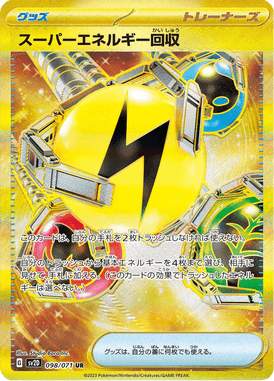 グッズ
トレーナーズ
スーパーエネルギー回収
かいしゅう
このカードは、自分の手札を2枚トラッシュしなければ使えない。
自分のトラッシュから基本エネルギーを4枚まで選び、相手に
見せて、手札に加える。(このカードの効果でトラッシュしたエネル
ギーは選べない。)
グッズは、自分の番に何枚でも使える。
098/071 UR
©2023 Pokémon/Nintendo/Creatures/GAME FREAK